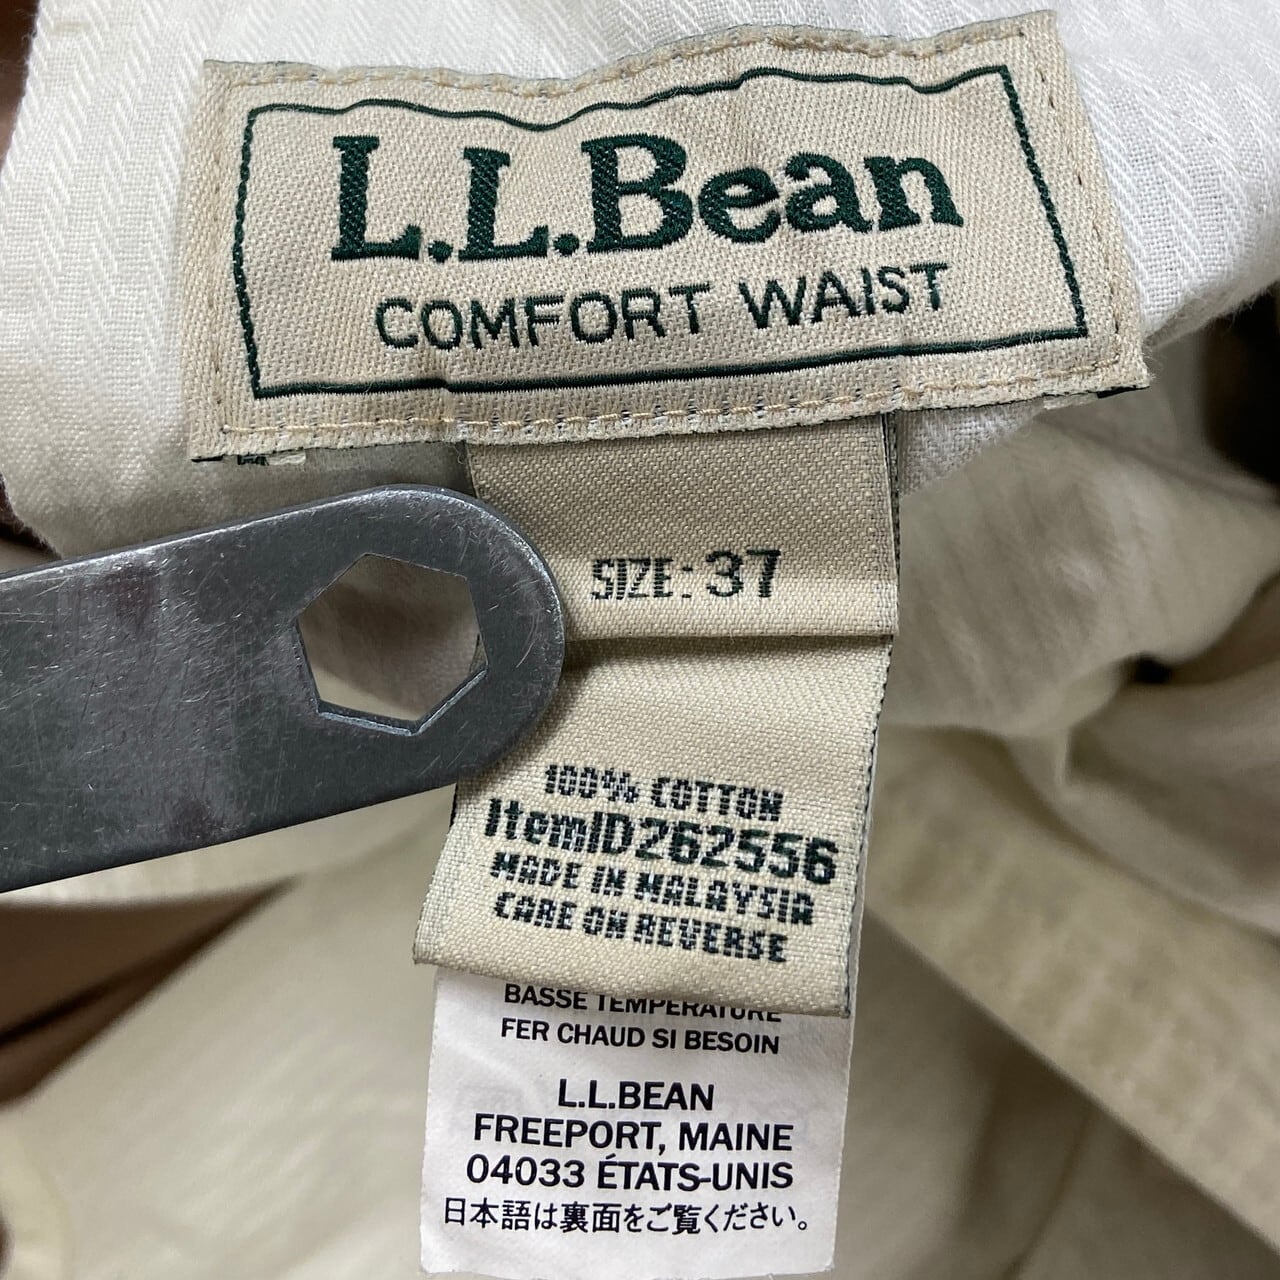 L.L.Bean
COMFORT WAIST
SIZE: 37
100% COTTON
ItemID262556
MADE IN MALAYSIA
CARE ON REVERSE
BASSE TEMPERATURE
FER CHAUD SI BESOIN
L.L.BEAN
FREEPORT, MAINE
04033 ÉTATS-UNIS
日本語は裏面をご覧ください。